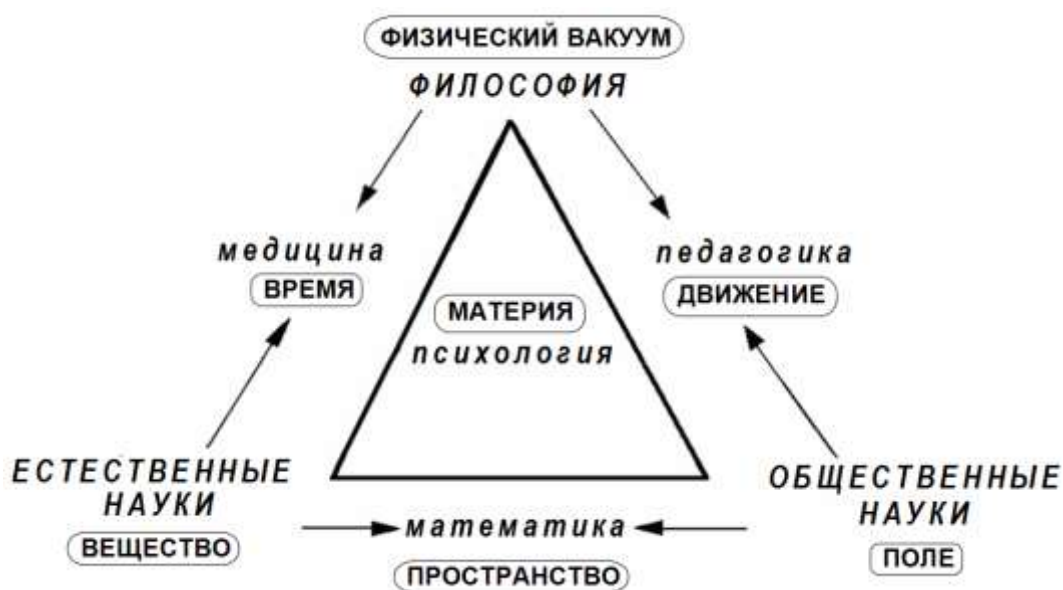 ФИЗИЧЕСКИЙ ВАКУУМ
ФИЛОСОФИЯ
медицина
ВРЕМЯ
педагогика
ДВИЖЕНИЕ
МАТЕРИЯ
психология
ЕСТЕСТВЕННЫЕ
НАУКИ
ВЕЩЕСТВО
математика
ПРОСТРАНСТВО
ОБЩЕСТВЕННЫЕ
НАУКИ
ПОЛЕ